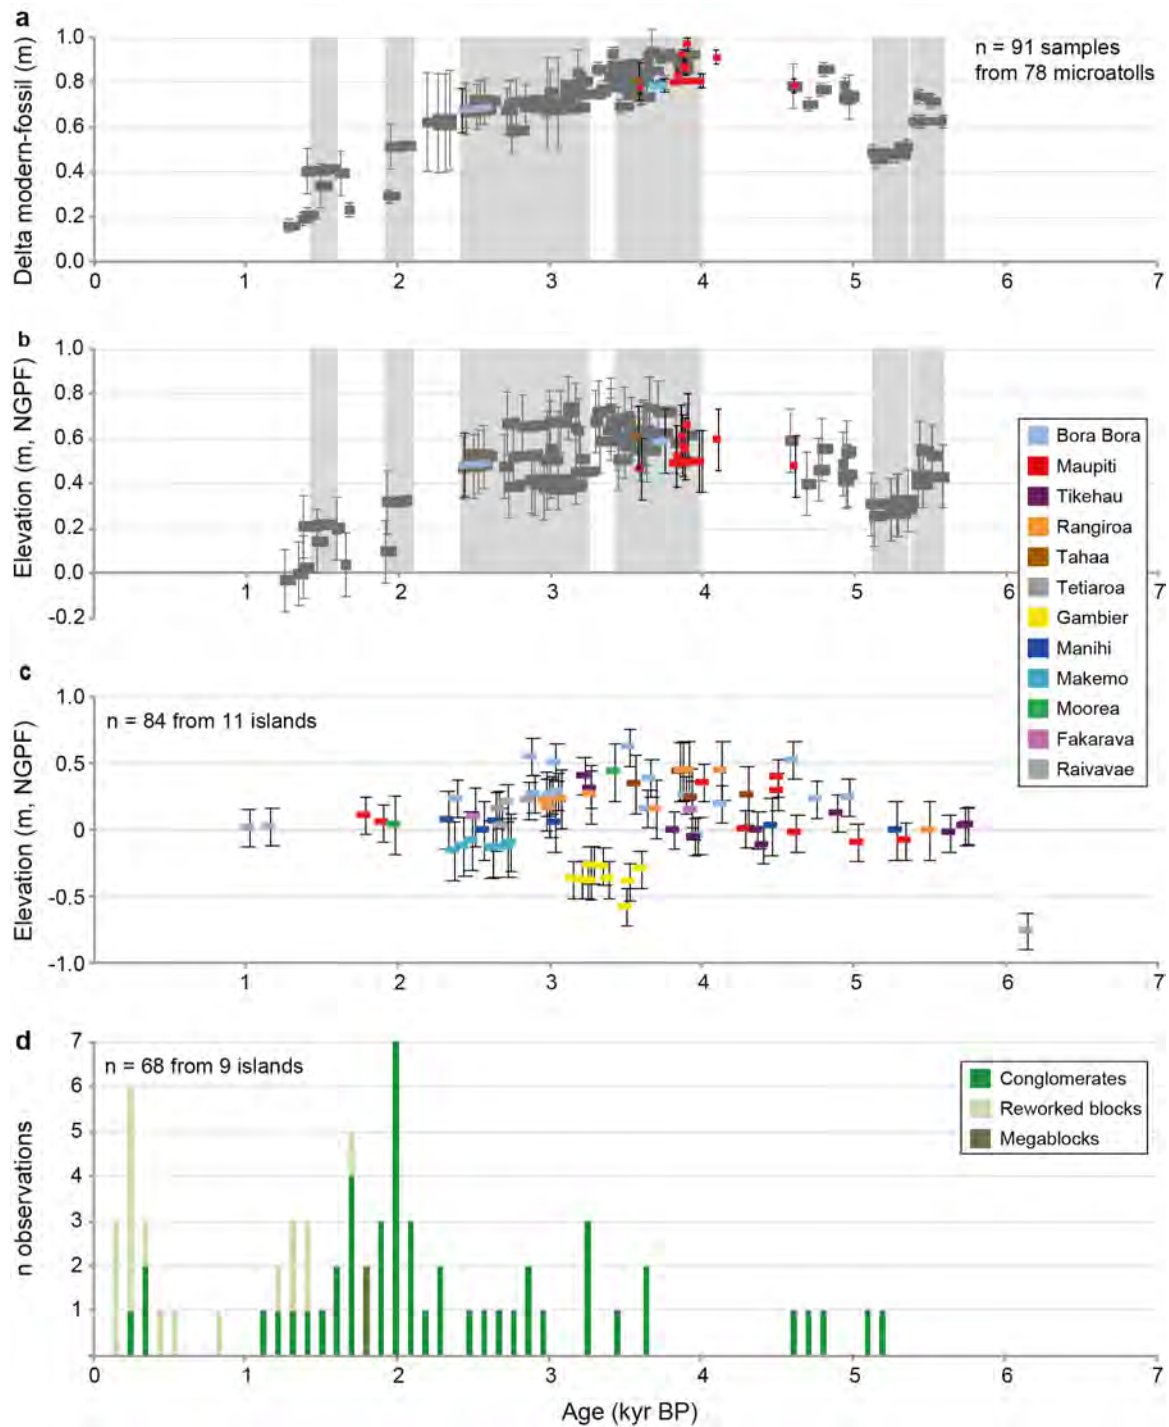 a
Delta modern-fossil (m)
1.0
0.8
0.6
0.4
0.2
0.0
n = 91 samples
from 78 microatolls
0 1 2 3 4 5 6 7
b
Elevation (m, NGPF)
1.0
0.8
0.6
0.4
0.2
0.0
-0.2
1 2 3 4 5 6 7
Bora Bora
Maupiti
Tikehau
Rangiroa
Tahaa
Tetiaroa
Gambier
Manihi
Makemo
Moorea
Fakarava
Raivavae
c
Elevation (m, NGPF)
1.0
0.5
0
-0.5
-1.0
n = 84 from 11 islands
1 2 3 4 5 6 7
d
n observations
7
6
5
4
3
2
1
n = 68 from 9 islands
Conglomerates
Reworked blocks
Megablocks
0 1 2 3 4 5 6 7
Age (kyr BP)